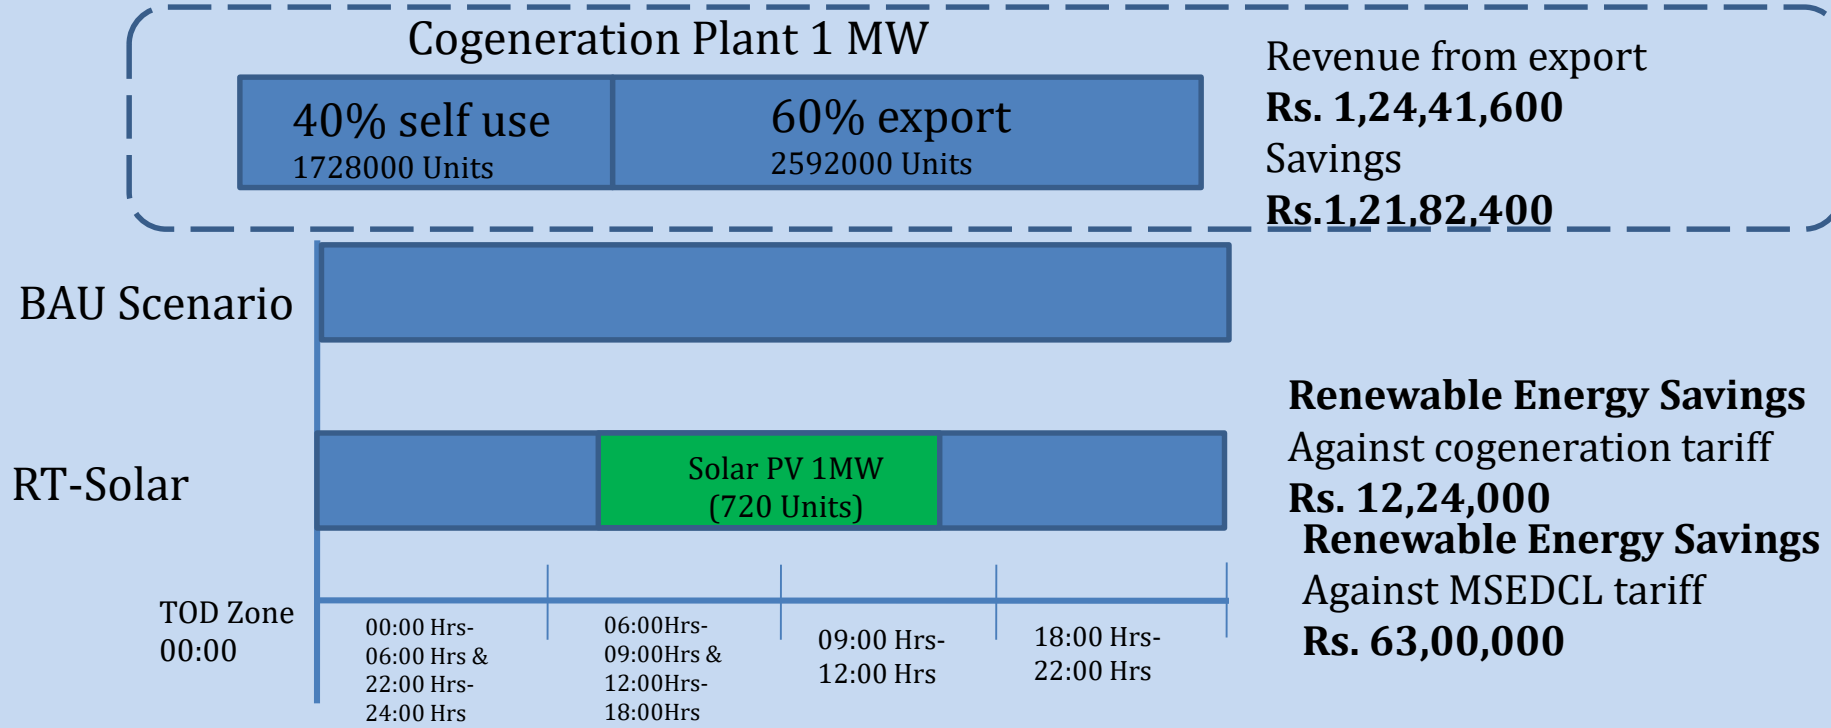 Cogeneration Plant 1 MW
40% self use
1728000 Units
60% export
2592000 Units
Revenue from export
Rs. 1,24,41,600
Savings
Rs.1,21,82,400
BAU Scenario
RT-Solar
Solar PV 1MW
(720 Units)
Renewable Energy Savings
Against cogeneration tariff
Rs. 12,24,000
Renewable Energy Savings
Against MSEDCL tariff
Rs. 63,00,000
TOD Zone
00:00
00:00 Hrs-
06:00 Hrs &
22:00 Hrs-
24:00 Hrs
06:00Hrs-
09:00Hrs &
12:00Hrs-
18:00Hrs
09:00 Hrs-
12:00 Hrs
18:00 Hrs-
22:00 Hrs